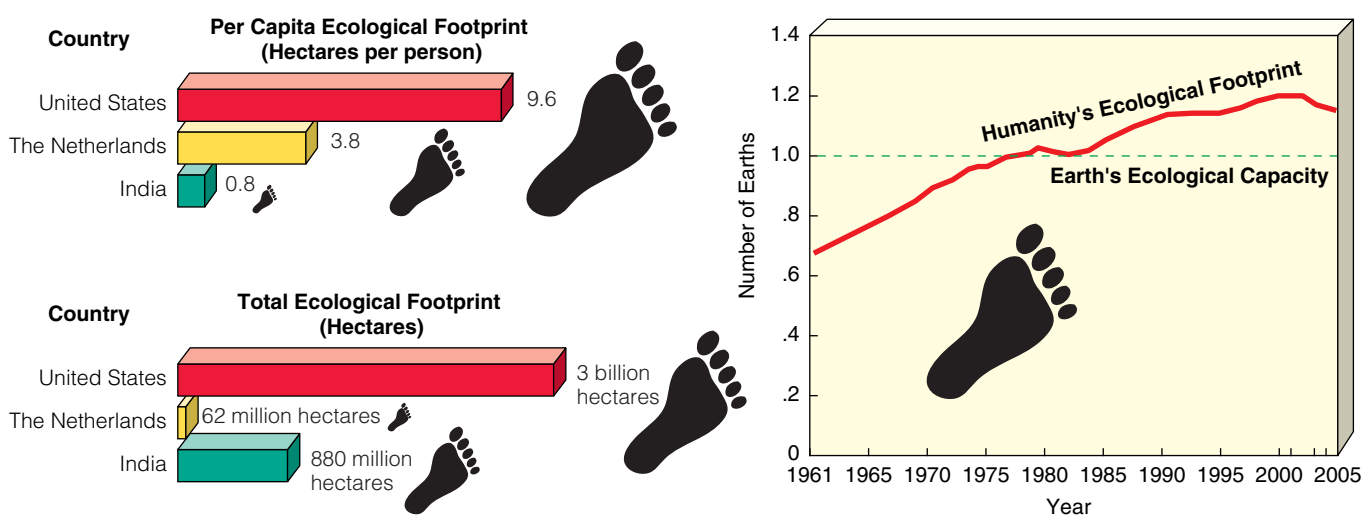 Per Capita Ecological Footprint
(Hectares per person)
Country
United States
9.6
The Netherlands
3.8
India
0.8
Total Ecological Footprint
(Hectares)
Country
United States
3 billion
hectares
The Netherlands
62 million hectares
India
880 million
hectares
1.4
1.2
1.0
.8
.6
.4
.2
0
Number of Earths
Humanity's Ecological Footprint
Earth's Ecological Capacity
1961 1965 1970 1975 1980 1985 1990 1995 2000 2005
Year